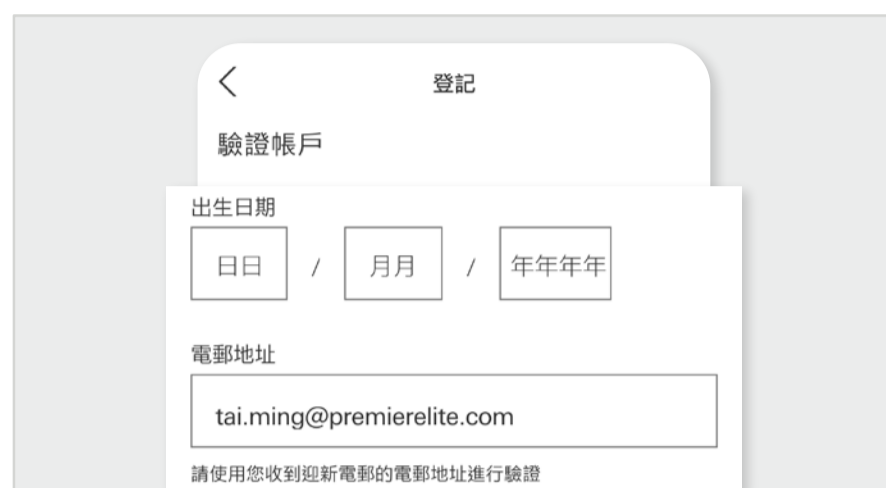 登記
驗證帳戶
出生日期
日日 / 月月 / 年年年年
電郵地址
tai.ming@premierelite.com
請使用您收到迎新電郵的電郵地址進行驗證